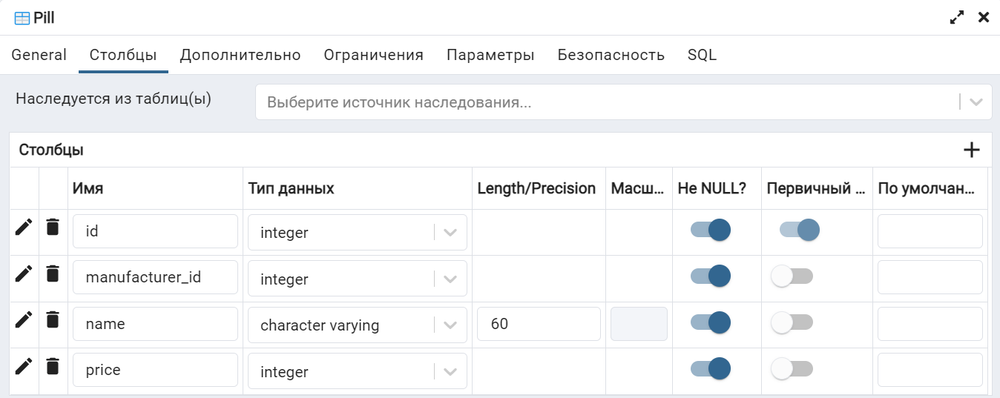 Pill
General Столбцы Дополнительно Ограничения Параметры Безопасность SQL
Наследуется из таблиц(ы) Выберите источник наследования...
Столбцы
Имя Тип данных Length/Precision Масш... Не NULL? Первичный ... По умолчан...
id integer
manufacturer_id integer
name character varying 60
price integer